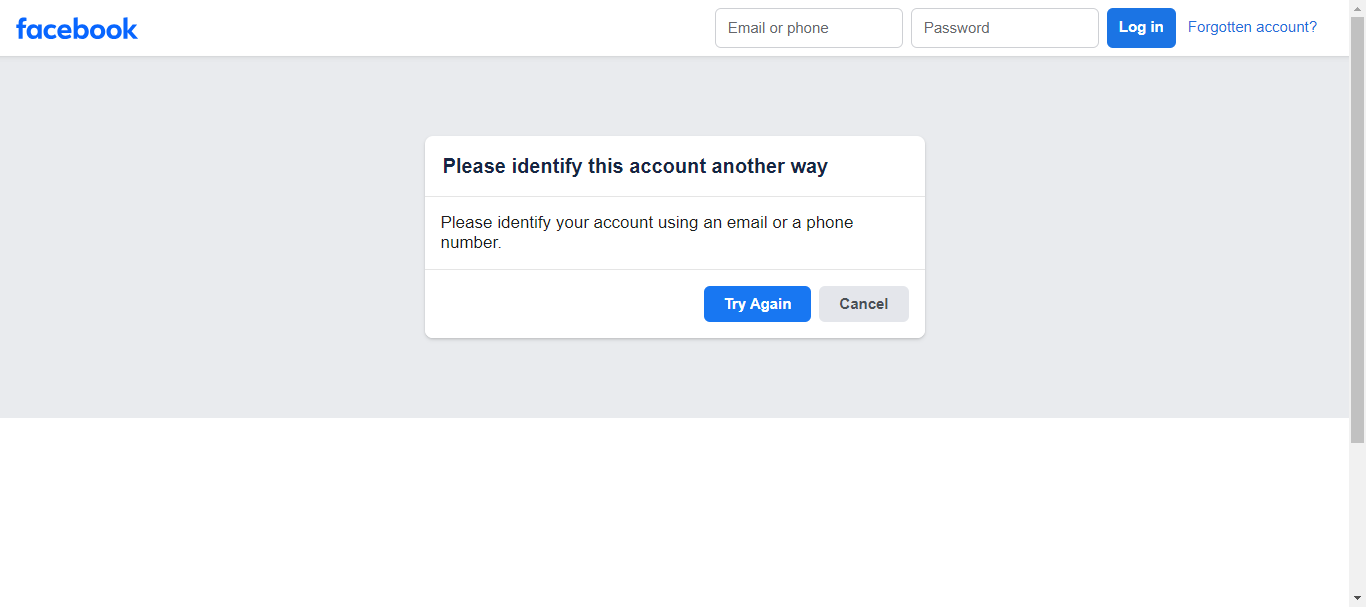 facebook
Email or phone
Password
Log in
Forgotten account?
Please identify this account another way
Please identify your account using an email or a phone
number.
Try Again
Cancel